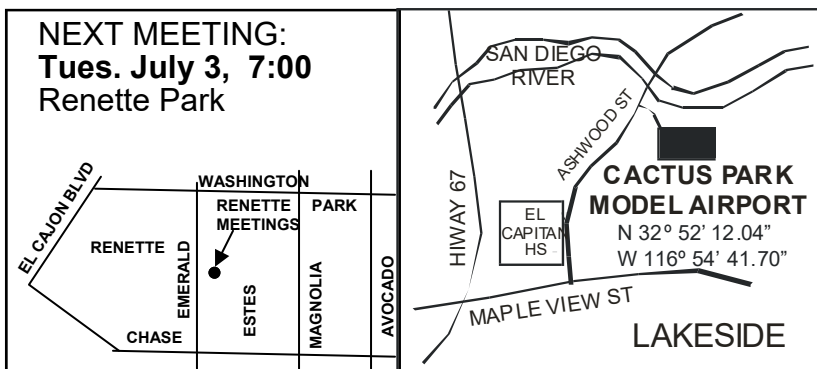 NEXT MEETING:
Tues. July 3, 7:00
Renette Park
EL CAJON BLVD
WASHINGTON
RENETTE
MEETINGS
PARK
RENETTE
EMERALD
ESTES
MAGNOLIA
AVOCADO
CHASE
SAN DIEGO
RIVER
HIWAY 67
ASHWOOD ST
CACTUS PARK
MODEL AIRPORT
N 32º 52’ 12.04”
W 116º 54’ 41.70”
EL
CAPITAN
HS
MAPLE VIEW ST
LAKESIDE